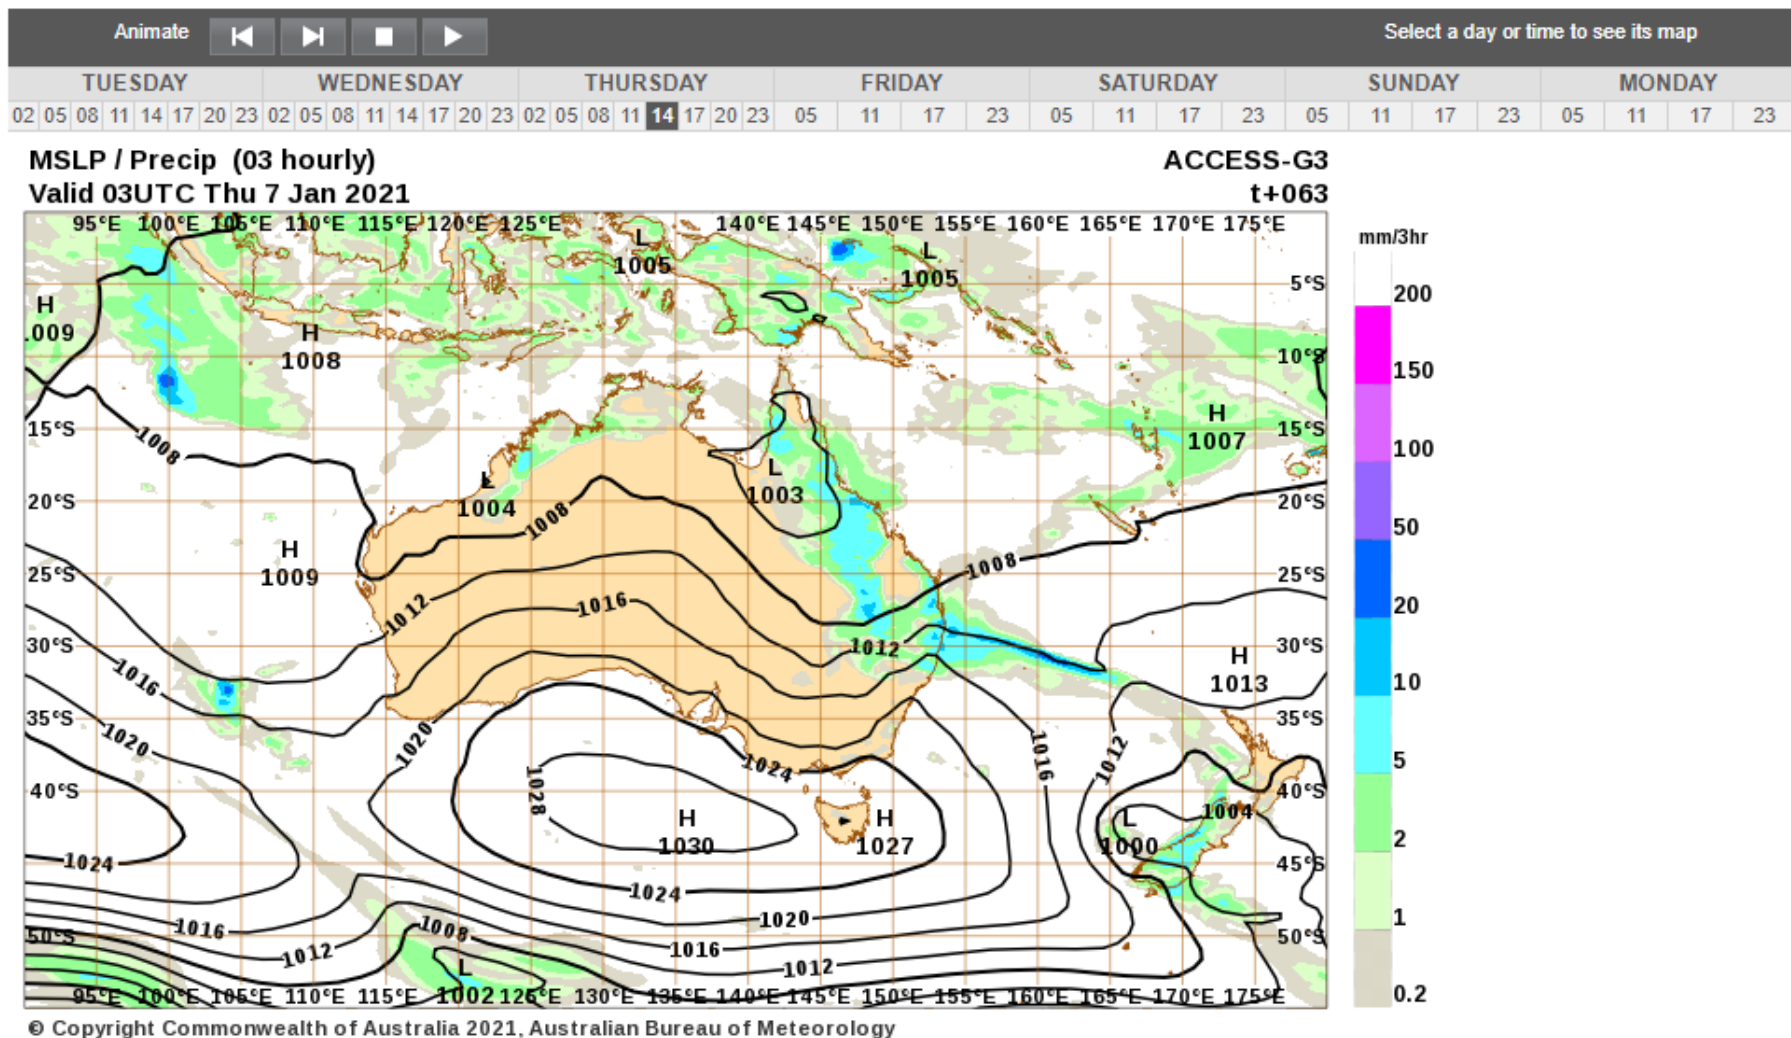 Animate
Select a day or time to see its map
TUESDAY WEDNESDAY THURSDAY FRIDAY SATURDAY SUNDAY MONDAY
02 05 08 11 14 17 20 23 02 05 08 11 14 17 20 23 02 05 08 11 14 17 20 23 05 11 17 23 05 11 17 23 05 11 17 23 05 11 17 23
MSLP / Precip (03 hourly) ACCESS-G3
Valid 03UTC Thu 7 Jan 2021 t+063
95°E 100°E 105°E 110°E 115°E 120°E 125°E 140°E 145°E 150°E 155°E 160°E 165°E 170°E 175°E
mm/3hr
L L
1005 1005
5°S
200
H
.009
H
1008
10°S
150
H
1007
15°S 1008 15°S
100
L
1003
L
1004
20°S 1008 20°S
50
H
1009
1008
25°S 25°S
20
1012 1016
30°S 1012 30°S
H
1013
1016
10
35°S 35°S
1020 1020 1024 1016 1012
5
1028
40°S 40°S
H
1030
H
1027
L
1000
1004
2
1024 45°S
1024
1
1016 1008 1020
50°S 1012 1016 50°S
L
1002
1012
0.2
95°E 100°E 105°E 110°E 115°E 125°E 130°E 135°E 140°E 145°E 150°E 155°E 160°E 165°E 170°E 175°E
© Copyright Commonwealth of Australia 2021, Australian Bureau of Meteorology